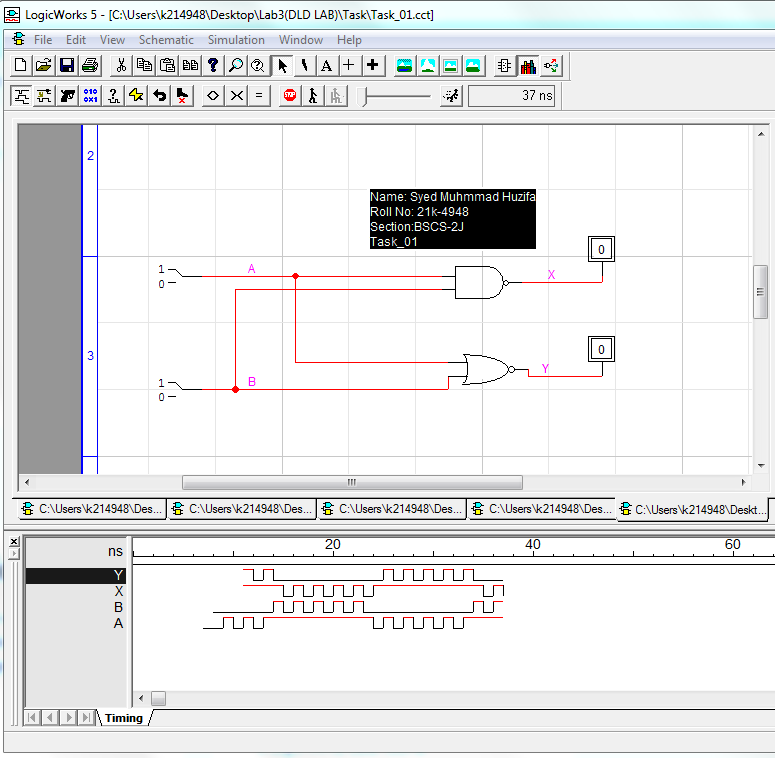 LogicWorks 5 - [C:\Users\k214948\Desktop\Lab3(DLD LAB)\Task\Task_01.cct]
File Edit View Schematic Simulation Window Help
A
010
0X1
?
STOP
37 ns
2
Name: Syed Muhmmad Huzifa
Roll No: 21k-4948
Section:BSCS-2J
Task_01
0
1
0
A
X
0
3
Y
1
0
B
C:\Users\k214948\Des...
C:\Users\k214948\Des...
C:\Users\k214948\Des...
C:\Users\k214948\Des...
C:\Users\k214948\Deskt...
ns
20 40 60
Y
X
B
A
Timing